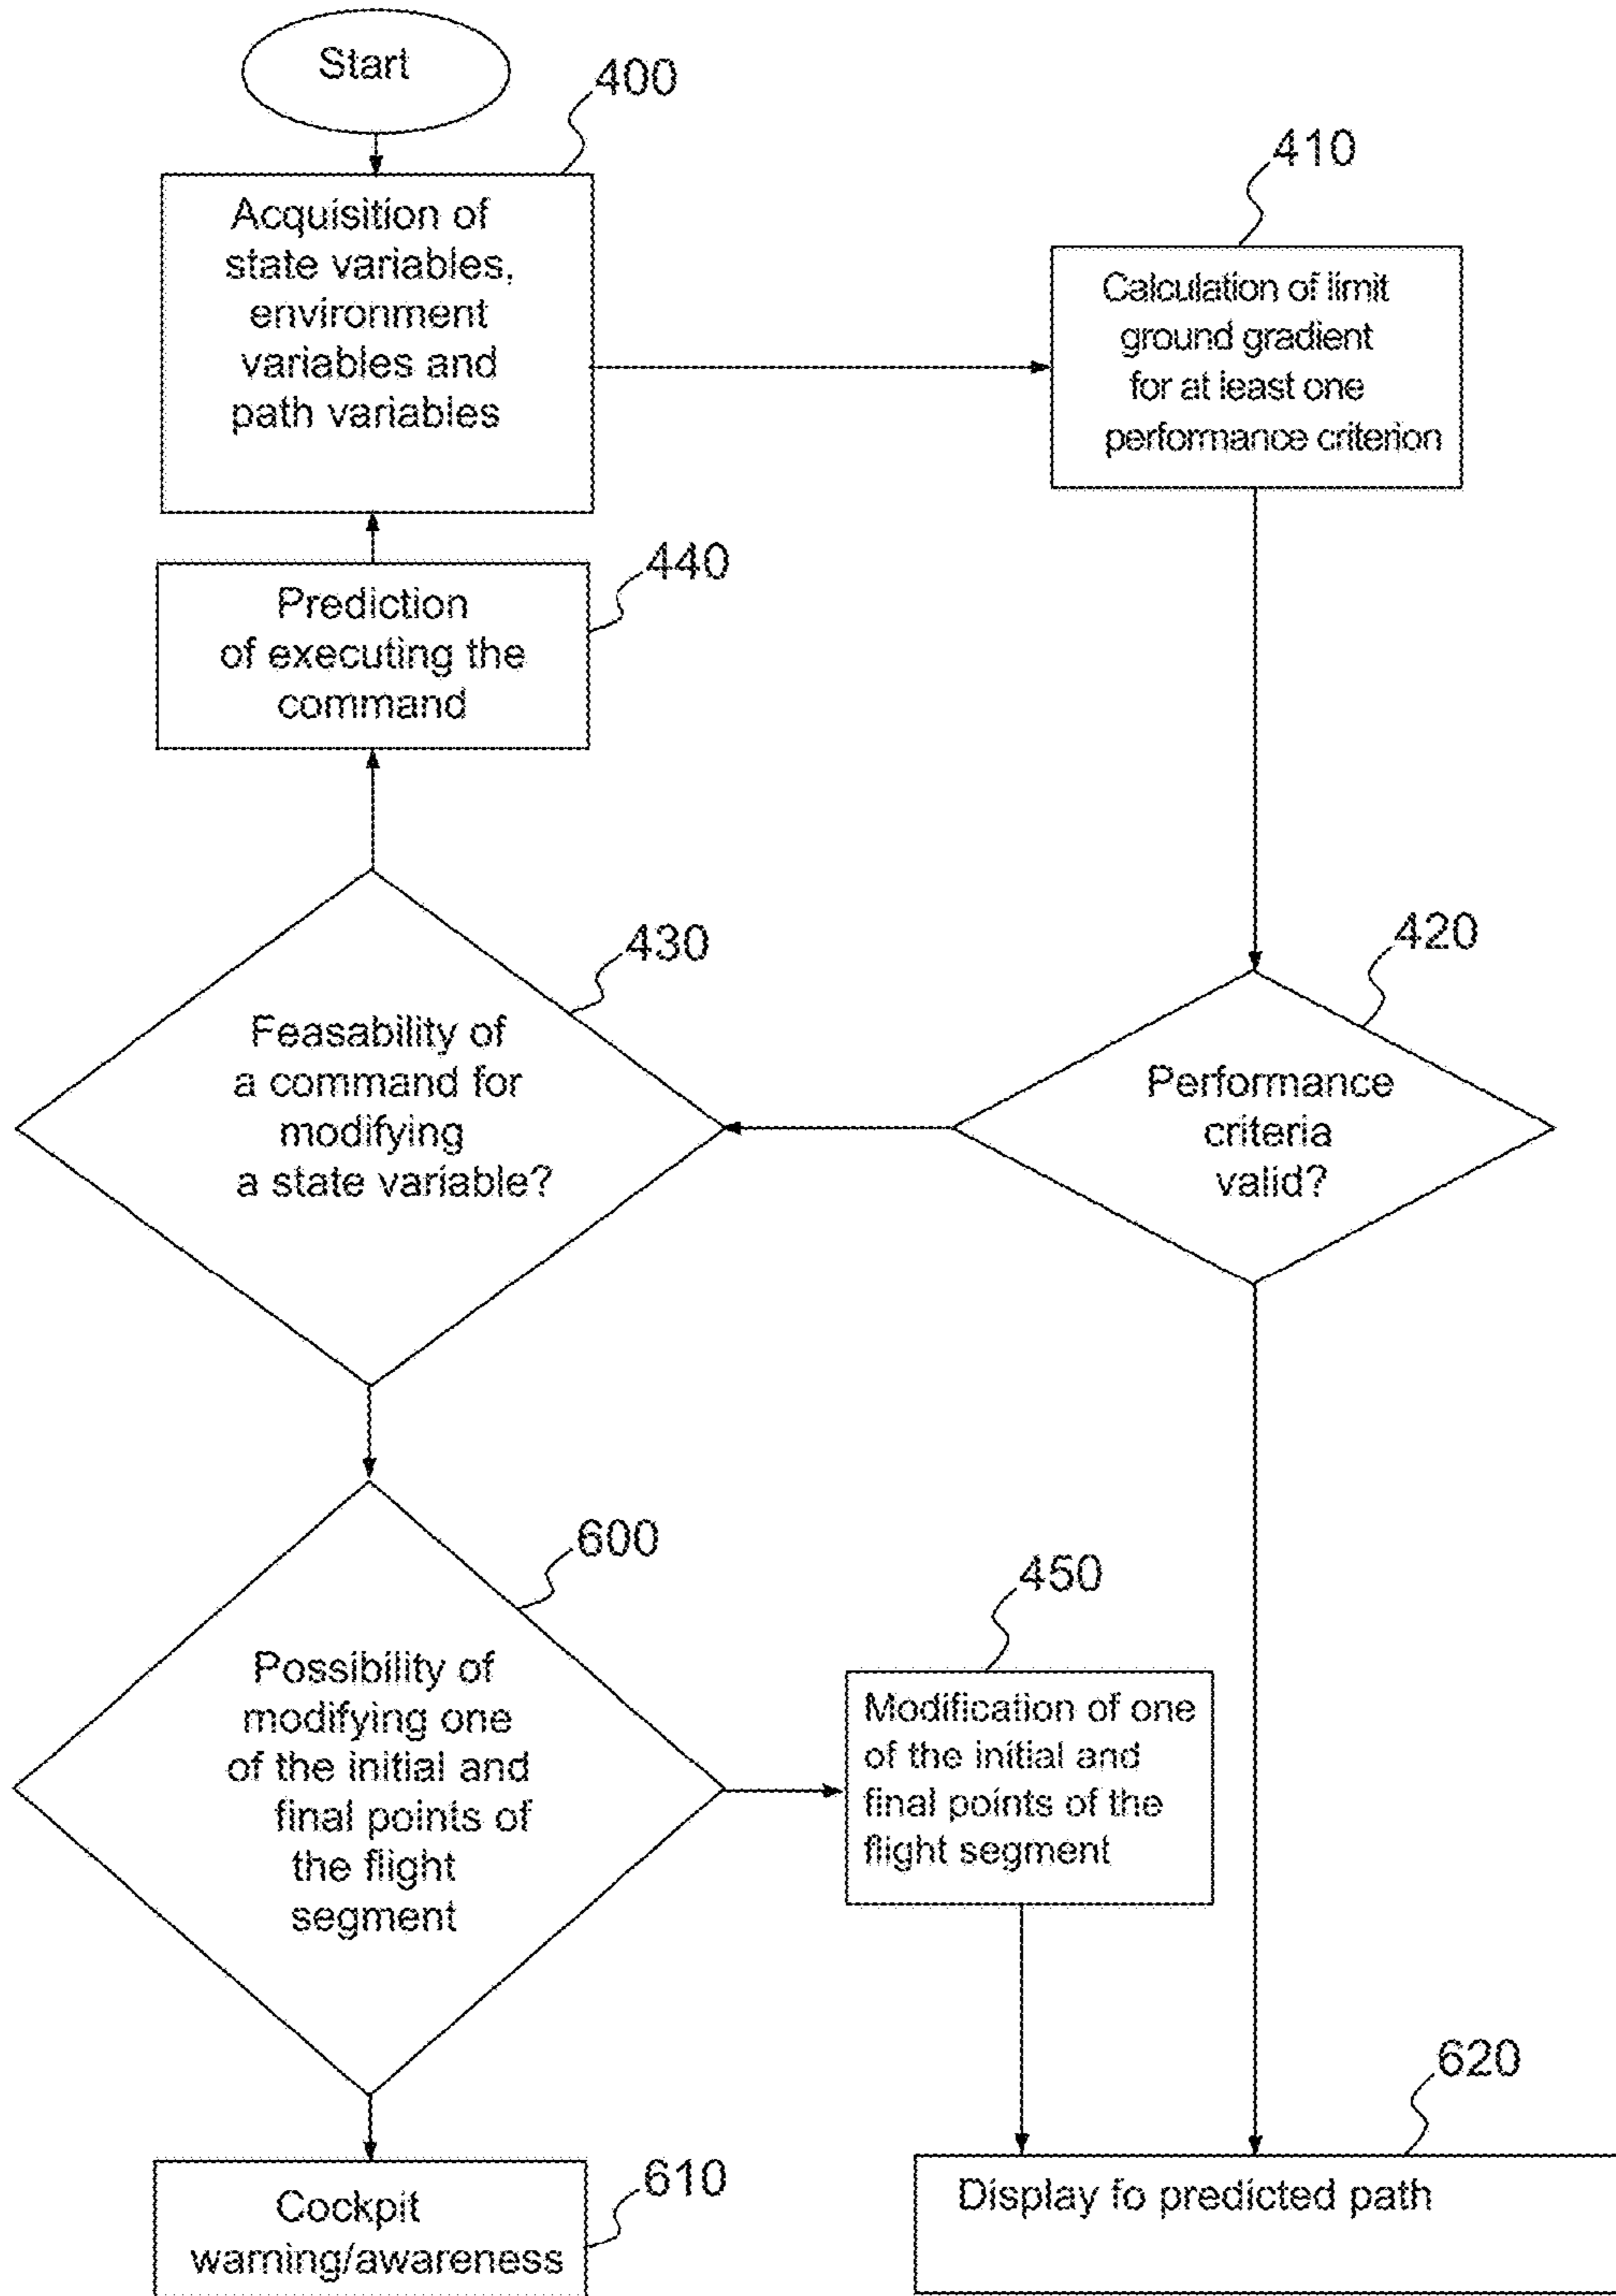 Start
400
Acquisition of
state variables,
environment
variables and
path variables
410
Calculation of limit
ground gradient
for at least one
performance criterion
440
Prediction
of executing the
command
430
Feasability of
a command for
modifying
a state variable?
420
Performance
criteria
valid?
600
Possibility of
modifying one
of the initial and
final points of
the flight
segment
450
Modification of one
of the initial and
final points of the
flight segment
610
Cockpit
warning/awareness
620
Display fo predicted path